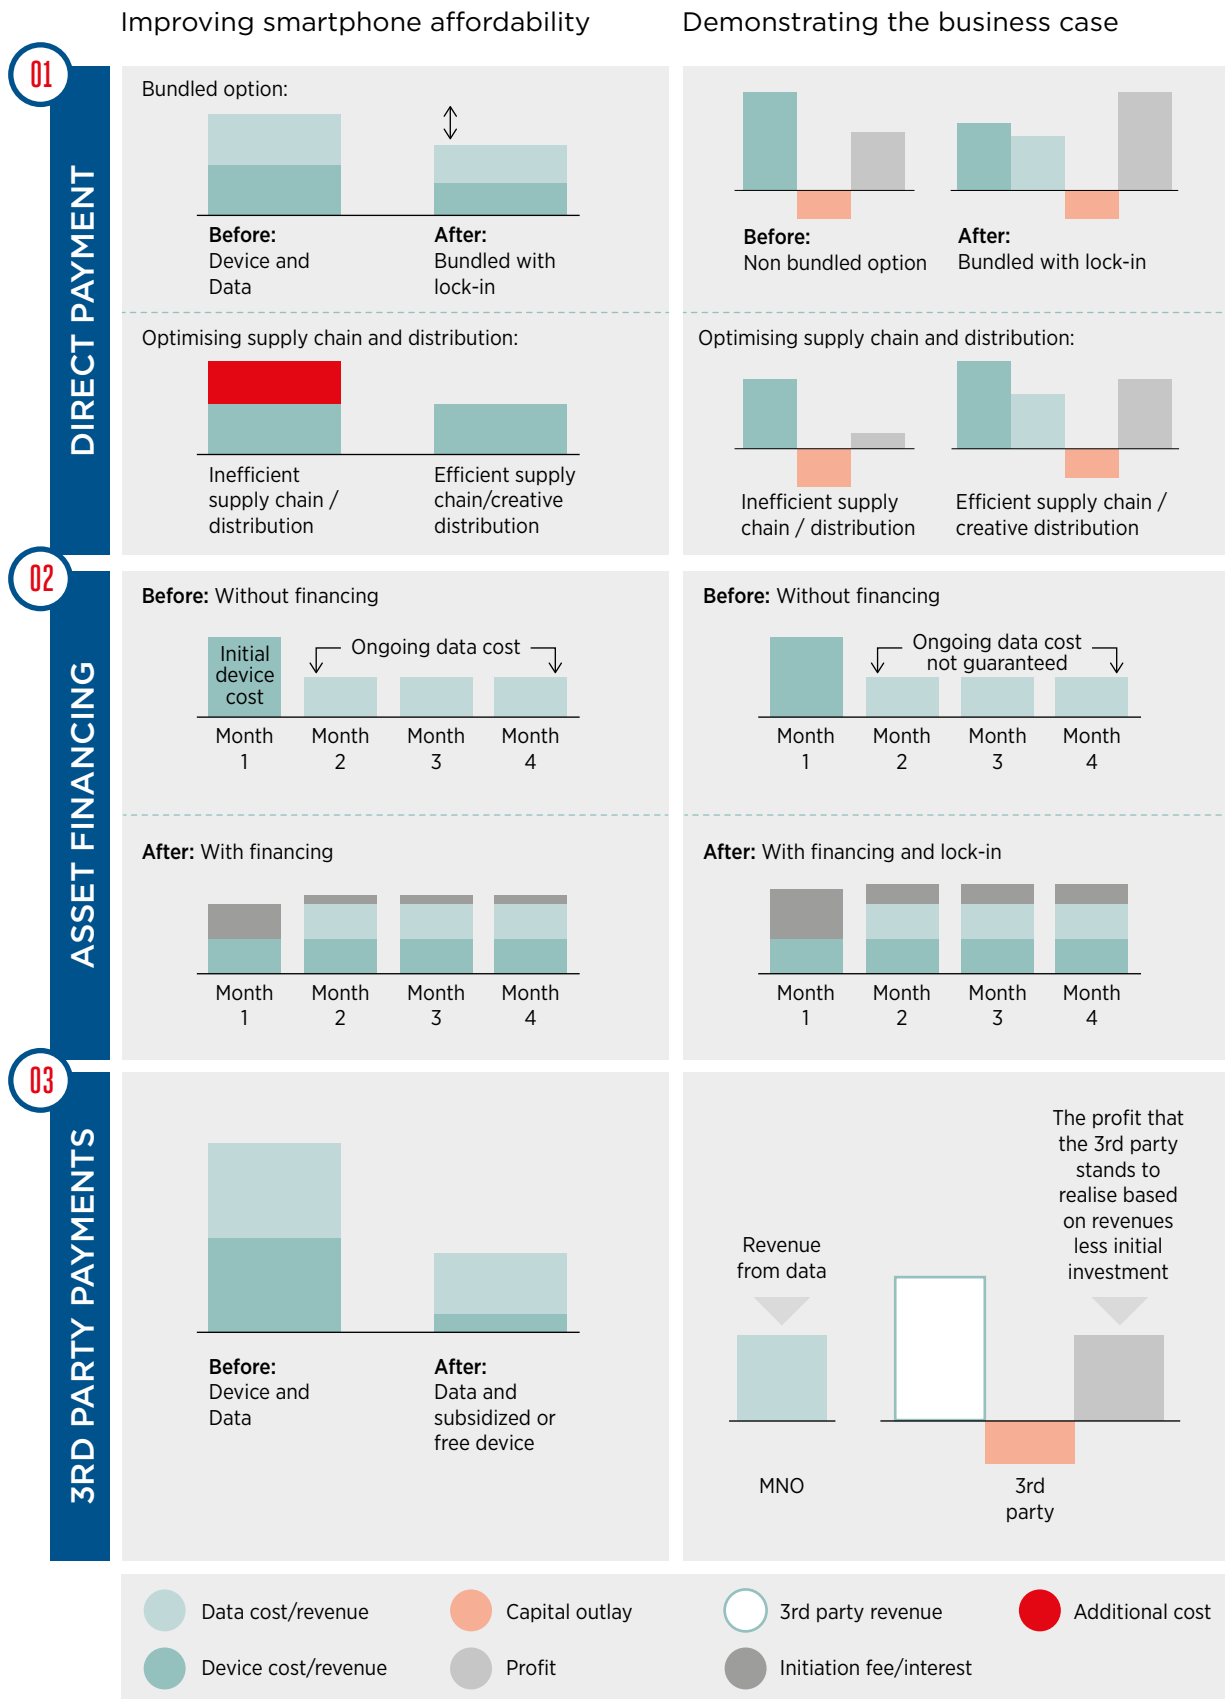 Improving smartphone affordability
Demonstrating the business case
01
DIRECT PAYMENT
Bundled option:
Before:
Device and
Data
After:
Bundled with
lock-in
Before:
Non bundled option
After:
Bundled with lock-in
Optimising supply chain and distribution:
Inefficient
supply chain /
distribution
Efficient supply
chain/creative
distribution
Optimising supply chain and distribution:
Inefficient supply
chain / distribution
Efficient supply chain /
creative distribution
02
ASSET FINANCING
Before: Without financing
Initial
device
cost
Ongoing data cost
Month
1
Month
2
Month
3
Month
4
Before: Without financing
Ongoing data cost
not guaranteed
Month
1
Month
2
Month
3
Month
4
After: With financing
Month
1
Month
2
Month
3
Month
4
After: With financing and lock-in
Month
1
Month
2
Month
3
Month
4
03
3RD PARTY PAYMENTS
Before:
Device and
Data
After:
Data and
subsidized or
free device
Revenue
from data
The profit that
the 3rd party
stands to
realise based
on revenues
less initial
investment
MNO
3rd
party
Data cost/revenue
Capital outlay
3rd party revenue
Additional cost
Device cost/revenue
Profit
Initiation fee/interest